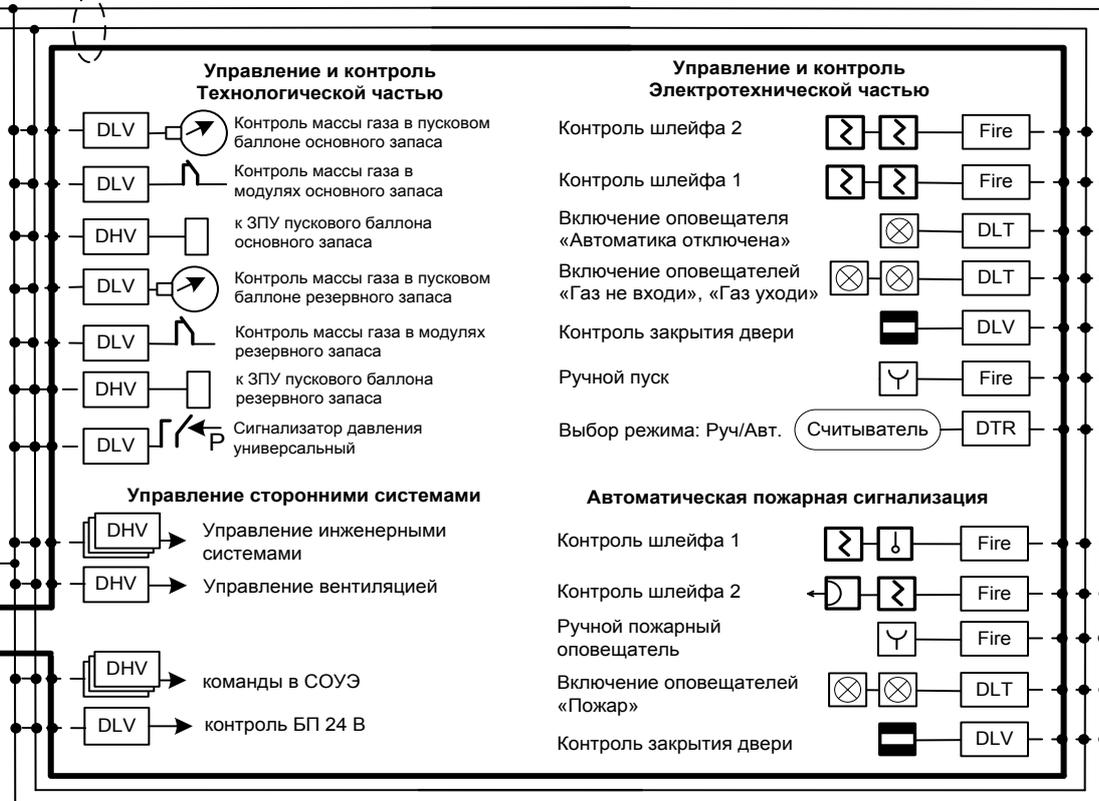 Управление и контроль
Технологической частью
DLV
Контроль массы газа в пусковом
баллоне основного запаса
DLV
Контроль массы газа в
модулях основного запаса
DHV
к ЗПУ пускового баллона
основного запаса
DLV
Контроль массы газа в пусковом
баллоне резервного запаса
DLV
Контроль массы газа в модулях
резервного запаса
DHV
к ЗПУ пускового баллона
резервного запаса
DLV
P
Сигнализатор давления
универсальный
Управление сторонними системами
DHV
Управление инженерными
системами
DHV
Управление вентиляцией
DHV
команды в СОУЭ
DLV
контроль БП 24 В
Управление и контроль
Электротехнической частью
Контроль шлейфа 2
Fire
Контроль шлейфа 1
Fire
Включение оповещателя
«Автоматика отключена»
DLT
Включение оповещателей
«Газ не входи», «Газ уходи»
DLT
Контроль закрытия двери
DLV
Ручной пуск
Fire
Выбор режима: Руч/Авт.
Считыватель
DTR
Автоматическая пожарная сигнализация
Контроль шлейфа 1
Fire
Контроль шлейфа 2
Fire
Ручной пожарный
оповещатель
Fire
Включение оповещателей
«Пожар»
DLT
Контроль закрытия двери
DLV